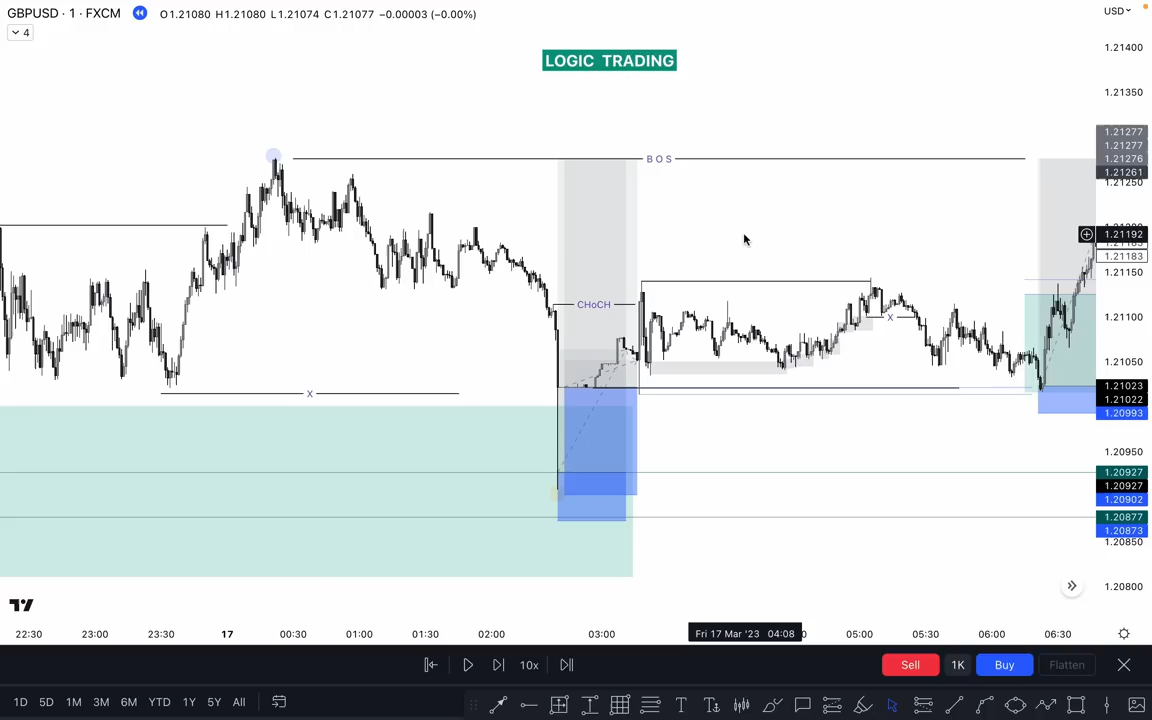 GBPUSD · 1 · FXCM O1.21080 H1.21080 L1.21074 C1.21077 −0.00003 (−0.00%)
USD
4
LOGIC TRADING
1.21400
1.21350
1.21277
1.21277
B O S
1.21276
1.21261
1.21250
1.21192
1.21183
1.21150
CHoCH
X
1.21100
1.21050
1.21023
X
1.21022
1.20993
1.20950
1.20927
1.20927
1.20902
1.20877
1.20873
1.20850
1.20800
22:30 23:00 23:30 17 00:30 01:00 01:30 02:00 03:00 Fri 17 Mar '23 04:08 05:00 05:30 06:00 06:30
10x Sell 1K Buy Flatten
1D 5D 1M 3M 6M YTD 1Y 5Y All